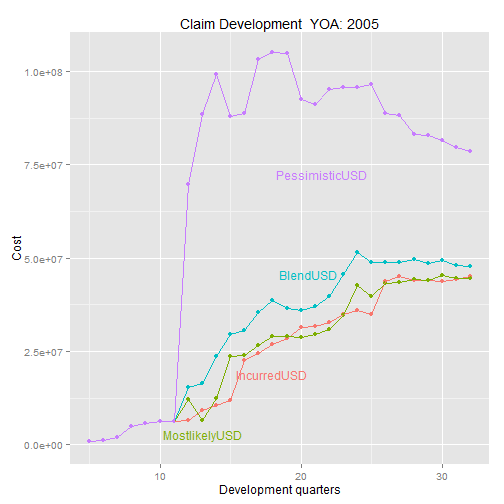 Claim Development  YOA: 2005
1.0e+08
7.5e+07
5.0e+07
2.5e+07
0.0e+00
Cost
PessimisticUSD
BlendUSD
IncurredUSD
MostlikelyUSD
10
20
30
Development quarters